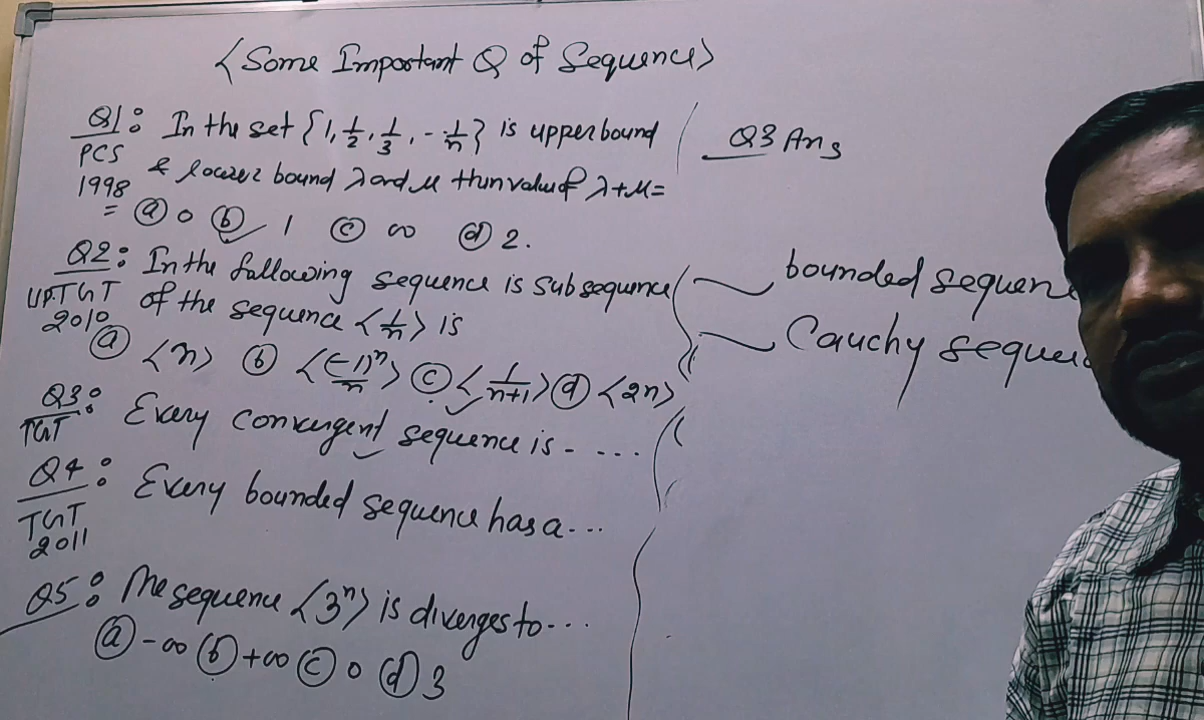 <Some Important Q of Sequence>
Q1: In the set {1, 1/2, 1/3, - 1/n} is upper bound
PCS
1998
& lower bound λ and μ then value of λ+μ=
= (a) 0 (b) 1 (c) ∞ (d) 2.
Q2: In the following sequence is subsequence
UP.TGT
2010
of the sequence <1/n> is
(a) <n> (b) <(-1)^n/n> (c) <1/n+1> (d) <2n>
Q3: Every convergent sequence is - ....
TGT
Q4: Every bounded sequence has a...
TGT
2011
Q5: The sequence <3^n> is diverges to...
(a) -∞ (b) +∞ (c) 0 (d) 3
Q3 Ans
bounded sequen
Cauchy seque